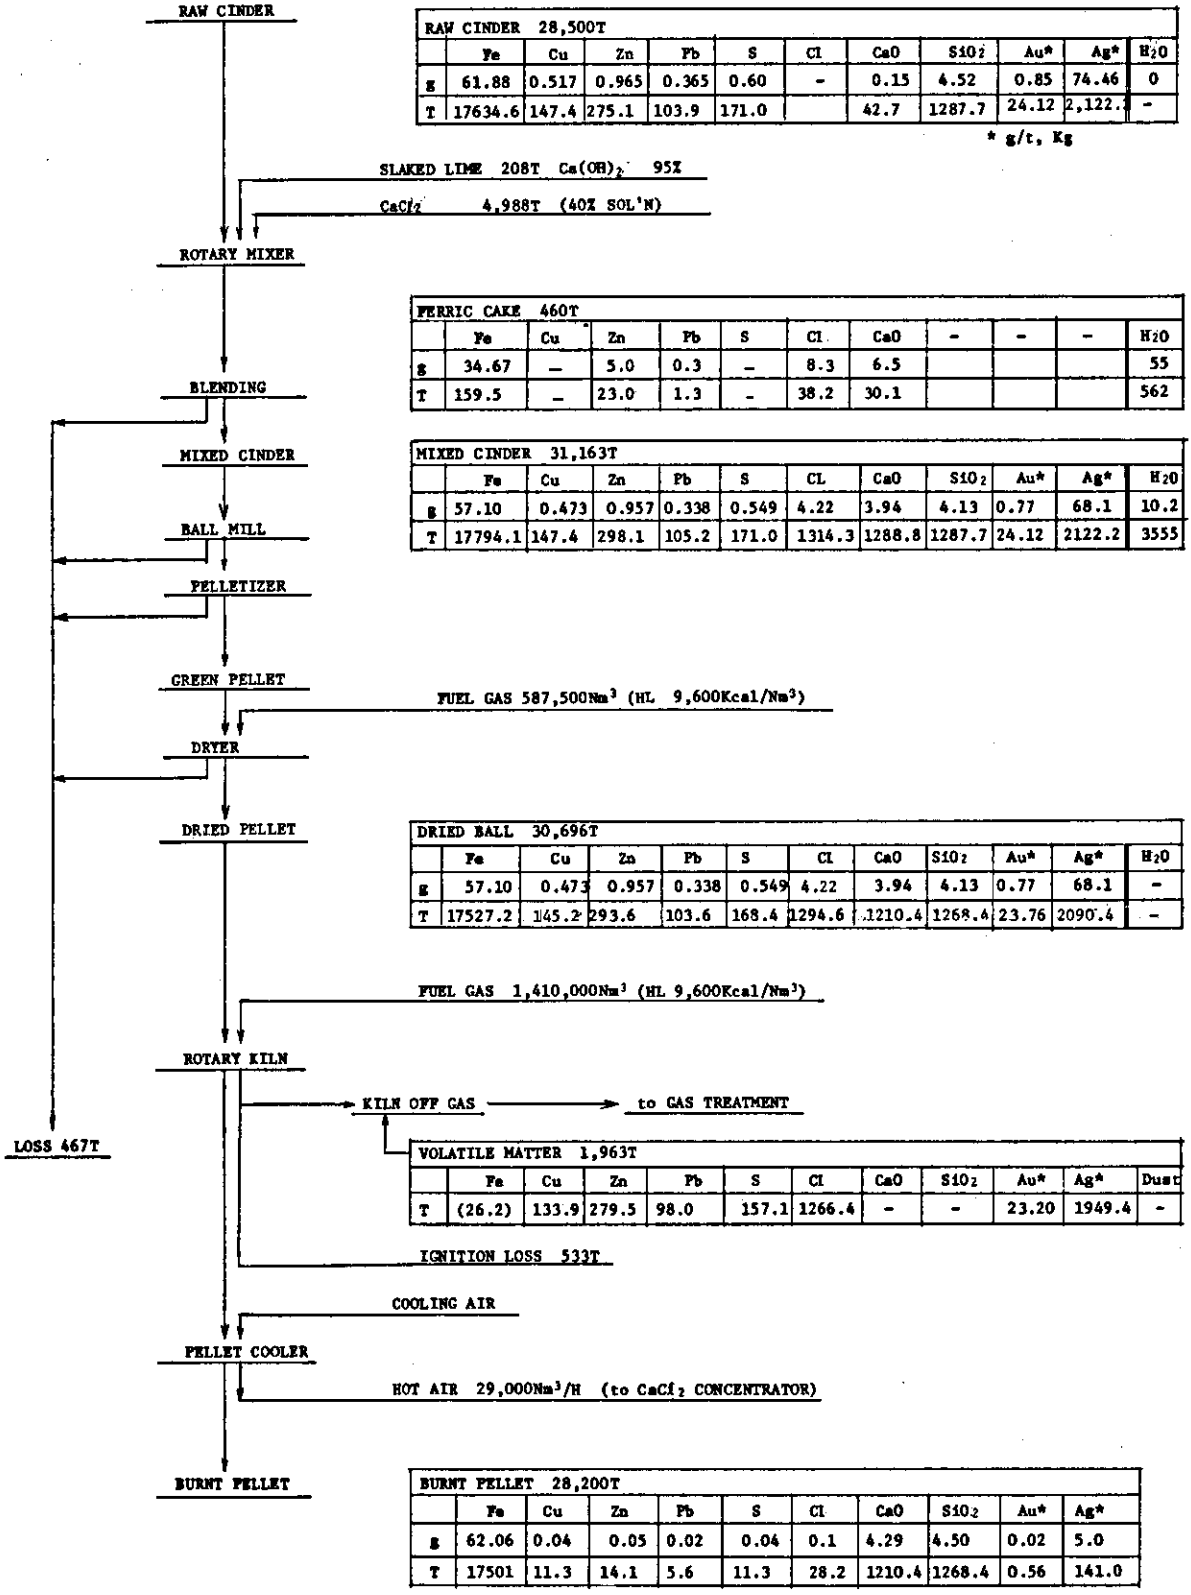 RAW CINDER
RAW CINDER 28,500T
Fe Cu Zn Pb S Cl CaO SiO2 Au* Ag* H2O
g 61.88 0.517 0.965 0.365 0.60 - 0.15 4.52 0.85 74.46 0
T 17634.6 147.4 275.1 103.9 171.0 42.7 1287.7 24.12 -
* g/t, Kg
SLAKED LIME 208T Ca(OH)2 95%
CaCl2 4,988T (40% SOL'N)
ROTARY MIXER
FERRIC CAKE 460T
Fe Cu Zn Pb S Cl CaO - - - H2O
g 34.67 - 5.0 0.3 - 8.3 6.5 55
T 159.5 - 23.0 1.3 - 38.2 30.1 562
BLENDING
MIXED CINDER
MIXED CINDER 31,163T
Fe Cu Zn Pb S CL CaO SiO2 Au* Ag* H2O
g 57.10 0.473 0.957 0.338 0.549 4.22 3.94 4.13 0.77 68.1 10.2
T 17794.1 147.4 298.1 105.2 171.0 1314.3 1288.8 1287.7 24.12 2122.2 3555
BALL MILL
PELLETIZER
GREEN PELLET
FUEL GAS 587,500Nm³ (HL 9,600Kcal/Nm³)
DRYER
DRIED PELLET
DRIED BALL 30,696T
Fe Cu Zn Pb S CL CaO SiO2 Au* Ag* H2O
g 57.10 0.473 0.957 0.338 0.549 4.22 3.94 4.13 0.77 68.1 -
T 17527.2 145.2 293.6 103.6 168.4 1294.6 1210.4 1268.4 23.76 2090.4 -
FUEL GAS 1,410,000Nm³ (HL 9,600Kcal/Nm³)
ROTARY KILN
KILN OFF GAS to GAS TREATMENT
LOSS 467T
VOLATILE MATTER 1,963T
Fe Cu Zn Pb S Cl CaO SiO2 Au* Ag* Dust
T (26.2) 133.9 279.5 98.0 157.1 1266.4 - - 23.20 1949.4 -
IGNITION LOSS 533T
COOLING AIR
PELLET COOLER
HOT AIR 29,000Nm³/H (to CaCl2 CONCENTRATOR)
BURNT PELLET
BURNT PELLET 28,200T
Fe Cu Zn Pb S Cl CaO SiO2 Au* Ag*
g 62.06 0.04 0.05 0.02 0.04 0.1 4.29 4.50 0.02 5.0
T 17501 11.3 14.1 5.6 11.3 28.2 1210.4 1268.4 0.56 141.0